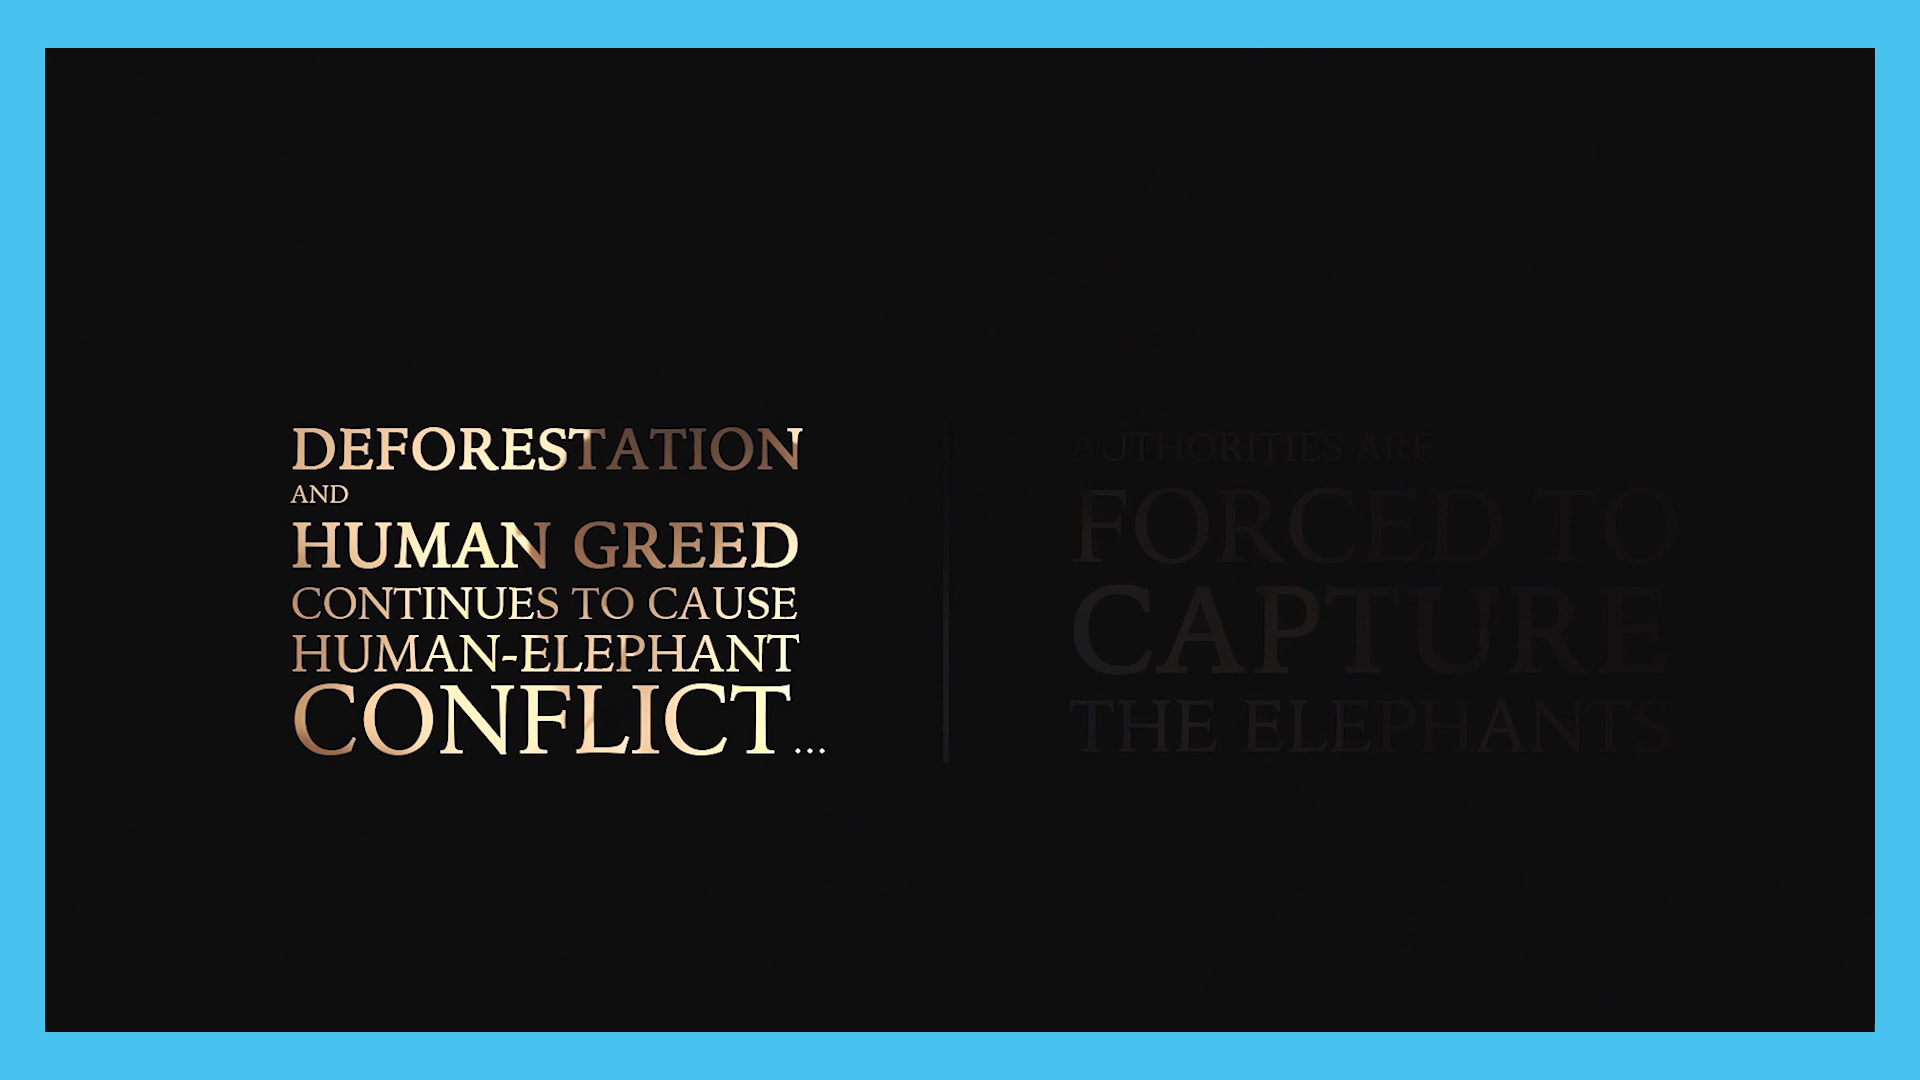 DEFORESTATION
AND
HUMAN GREED
CONTINUES TO CAUSE
HUMAN-ELEPHANT
CONFLICT...
AUTHORITIES ARE
FORCED TO
CAPTURE
THE ELEPHANTS